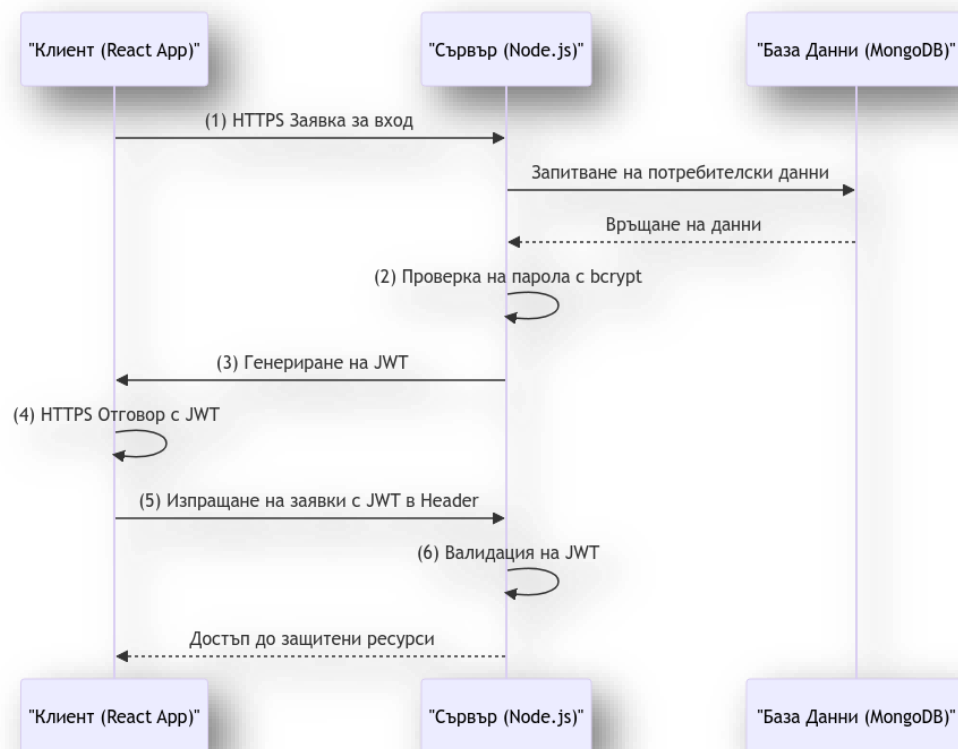 "Клиент (React App)"
"Сървър (Node.js)"
"База Данни (MongoDB)"
(1) HTTPS Заявка за вход
Запитване на потребителски данни
Връщане на данни
(2) Проверка на парола с bcrypt
(3) Генериране на JWT
(4) HTTPS Отговор с JWT
(5) Изпращане на заявки с JWT в Header
(6) Валидация на JWT
Достъп до защитени ресурси
"Клиент (React App)"
"Сървър (Node.js)"
"База Данни (MongoDB)"